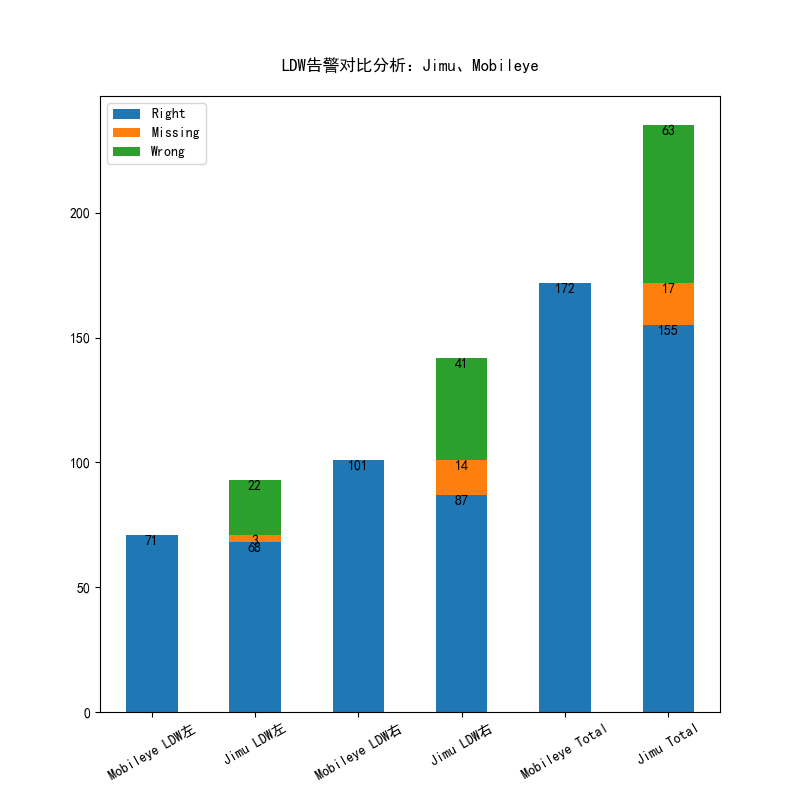 LDW告警对比分析：Jimu、Mobileye
Right
Missing
Wrong
200
150
100
50
0
71
22
3
68
101
41
14
87
172
63
17
155
Mobileye LDW左
Jimu LDW左
Mobileye LDW右
Jimu LDW右
Mobileye Total
Jimu Total